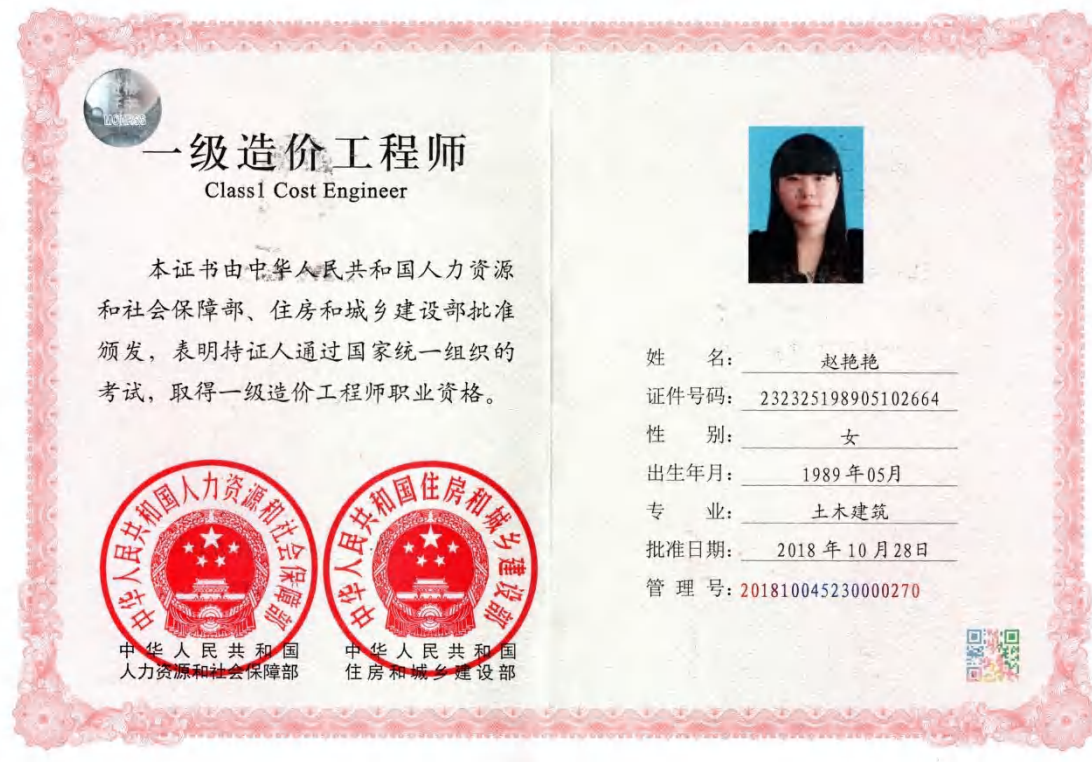 一级造价工程师
Class1 Cost Engineer
本证书由中华人民共和国人力资源
和社会保障部、住房和城乡建设部批准
颁发，表明持证人通过国家统一组织的
考试，取得一级造价工程师职业资格。
中华人民共和国人力资源和社会保障部
中华人民共和国住房和城乡建设部
中华人民共和国
人力资源和社会保障部
中华人民共和国
住房和城乡建设部
姓 名： 赵艳艳
证件号码： 232325198905102664
性 别： 女
出生年月： 1989年05月
专 业： 土木建筑
批准日期： 2018年10月28日
管 理 号：201810045230000270